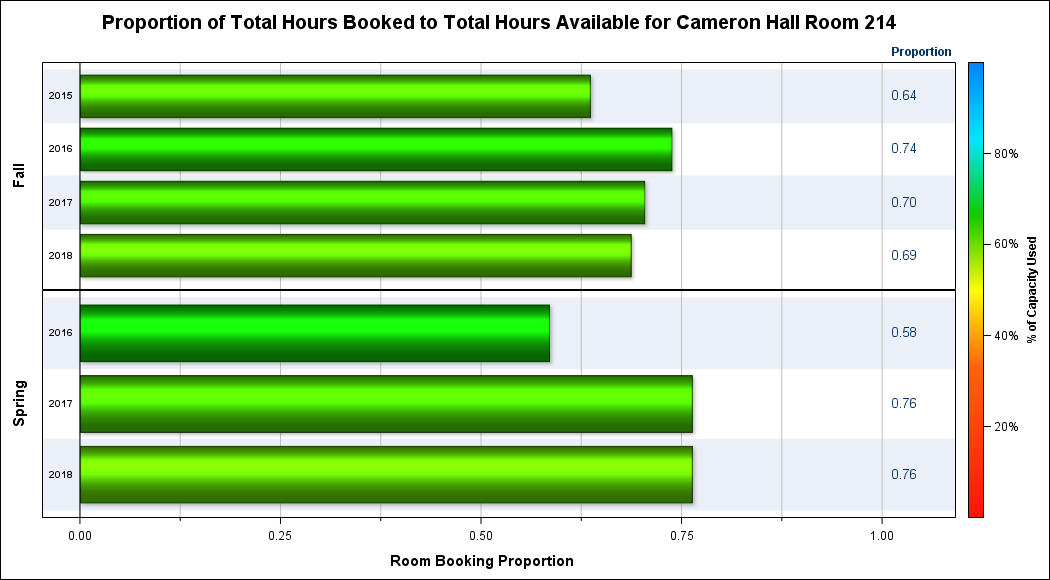 Proportion of Total Hours Booked to Total Hours Available for Cameron Hall Room 214
Proportion
Fall
2015 0.64
2016 0.74
2017 0.70
2018 0.69
Spring
2016 0.58
2017 0.76
2018 0.76
0.00 0.25 0.50 0.75 1.00
Room Booking Proportion
80%
60%
40%
20%
% of Capacity Used